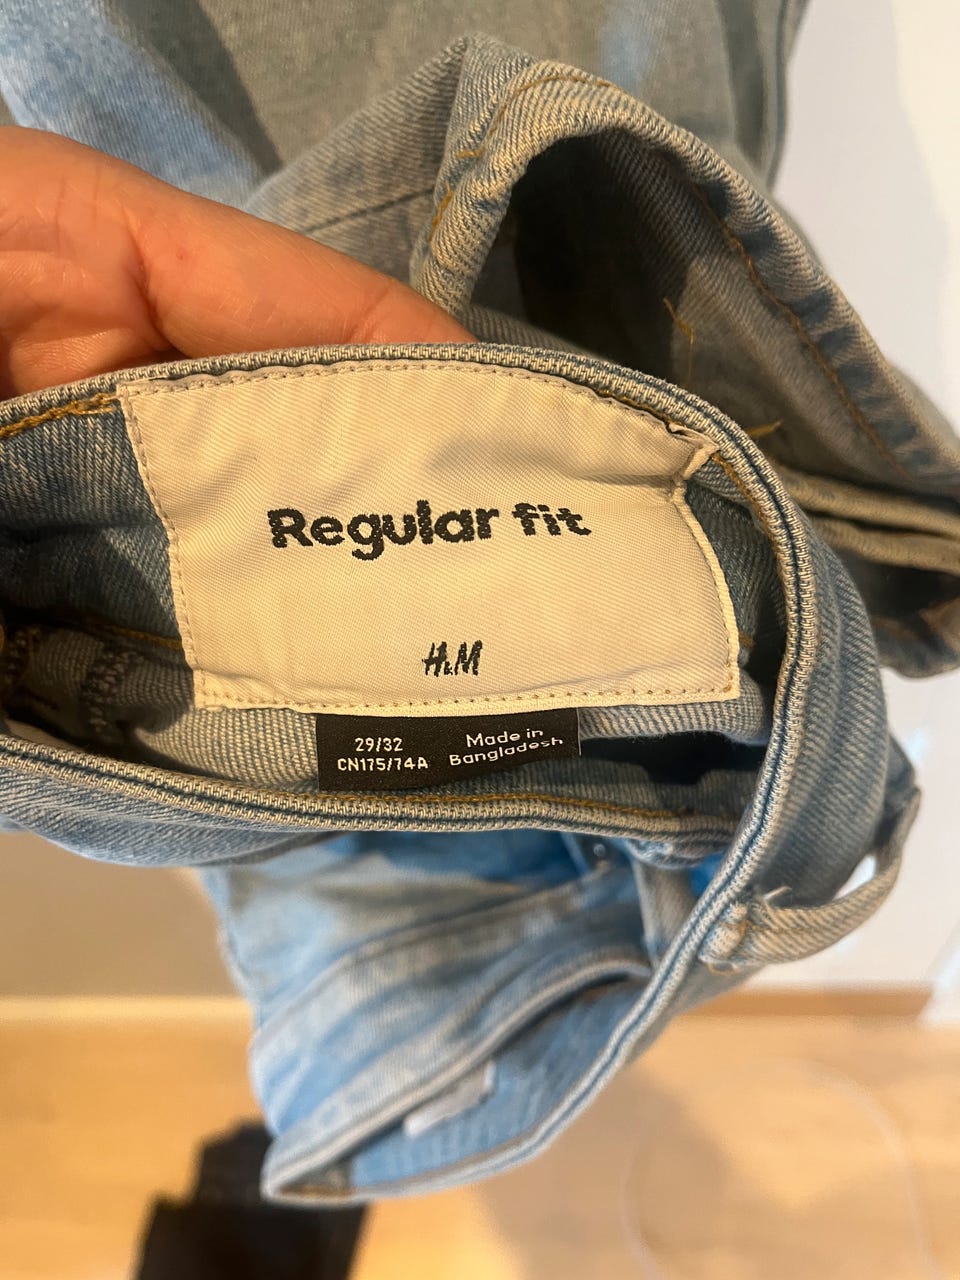 Regular fit
H&M
29/32
CN175/74A
Made in
Bangladesh